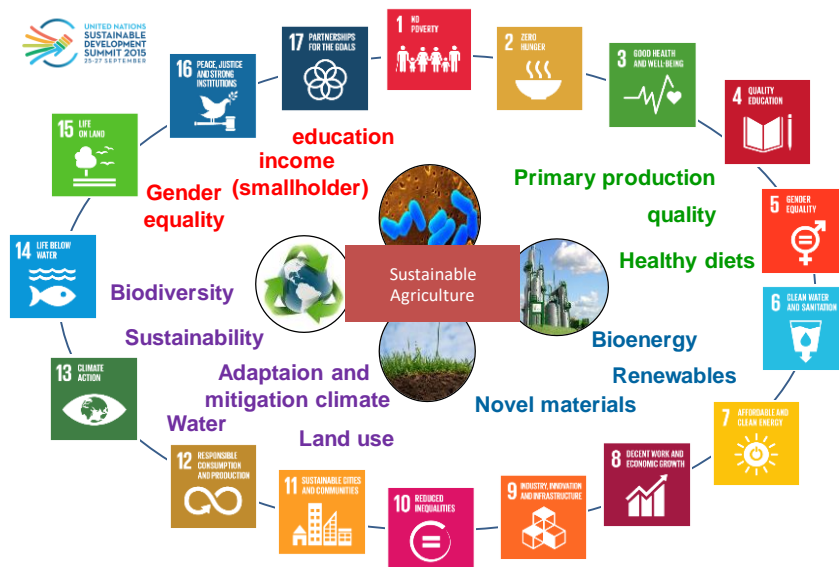 UNITED NATIONS
SUSTAINABLE
DEVELOPMENT
SUMMIT 2015
25-27 SEPTEMBER
1 NO
POVERTY
2 ZERO
HUNGER
3 GOOD HEALTH
AND WELL-BEING
4 QUALITY
EDUCATION
5 GENDER
EQUALITY
6 CLEAN WATER
AND SANITATION
7 AFFORDABLE AND
CLEAN ENERGY
8 DECENT WORK AND
ECONOMIC GROWTH
9 INDUSTRY, INNOVATION
AND INFRASTRUCTURE
10 REDUCED
INEQUALITIES
11 SUSTAINABLE CITIES
AND COMMUNITIES
12 RESPONSIBLE
CONSUMPTION
AND PRODUCTION
13 CLIMATE
ACTION
14 LIFE BELOW
WATER
15 LIFE
ON LAND
16 PEACE, JUSTICE
AND STRONG
INSTITUTIONS
17 PARTNERSHIPS
FOR THE GOALS
education
income
(smallholder)
Gender
equality
Primary production
quality
Healthy diets
Sustainable
Agriculture
Biodiversity
Sustainability
Adaptaion and
mitigation climate
Water
Land use
Bioenergy
Renewables
Novel materials